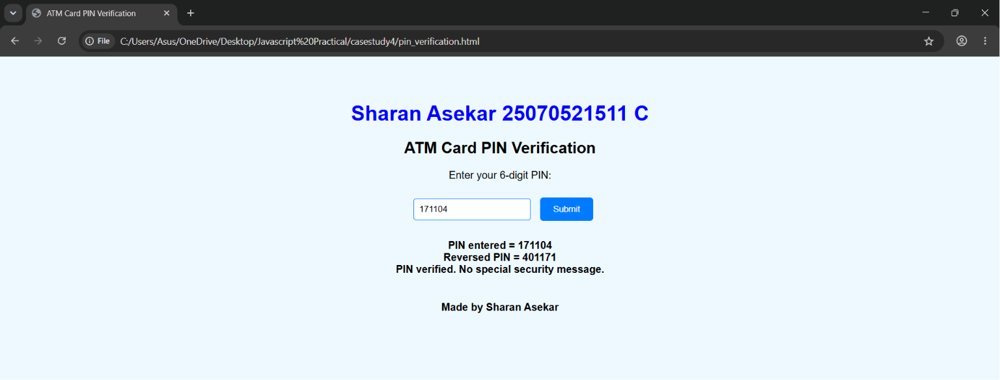 ATM Card PIN Verification
File C:/Users/Asus/OneDrive/Desktop/Javascript%20Practical/casestudy4/pin_verification.html
Sharan Asekar 25070521511 C
ATM Card PIN Verification
Enter your 6-digit PIN:
171104 Submit
PIN entered = 171104
Reversed PIN = 401171
PIN verified. No special security message.
Made by Sharan Asekar